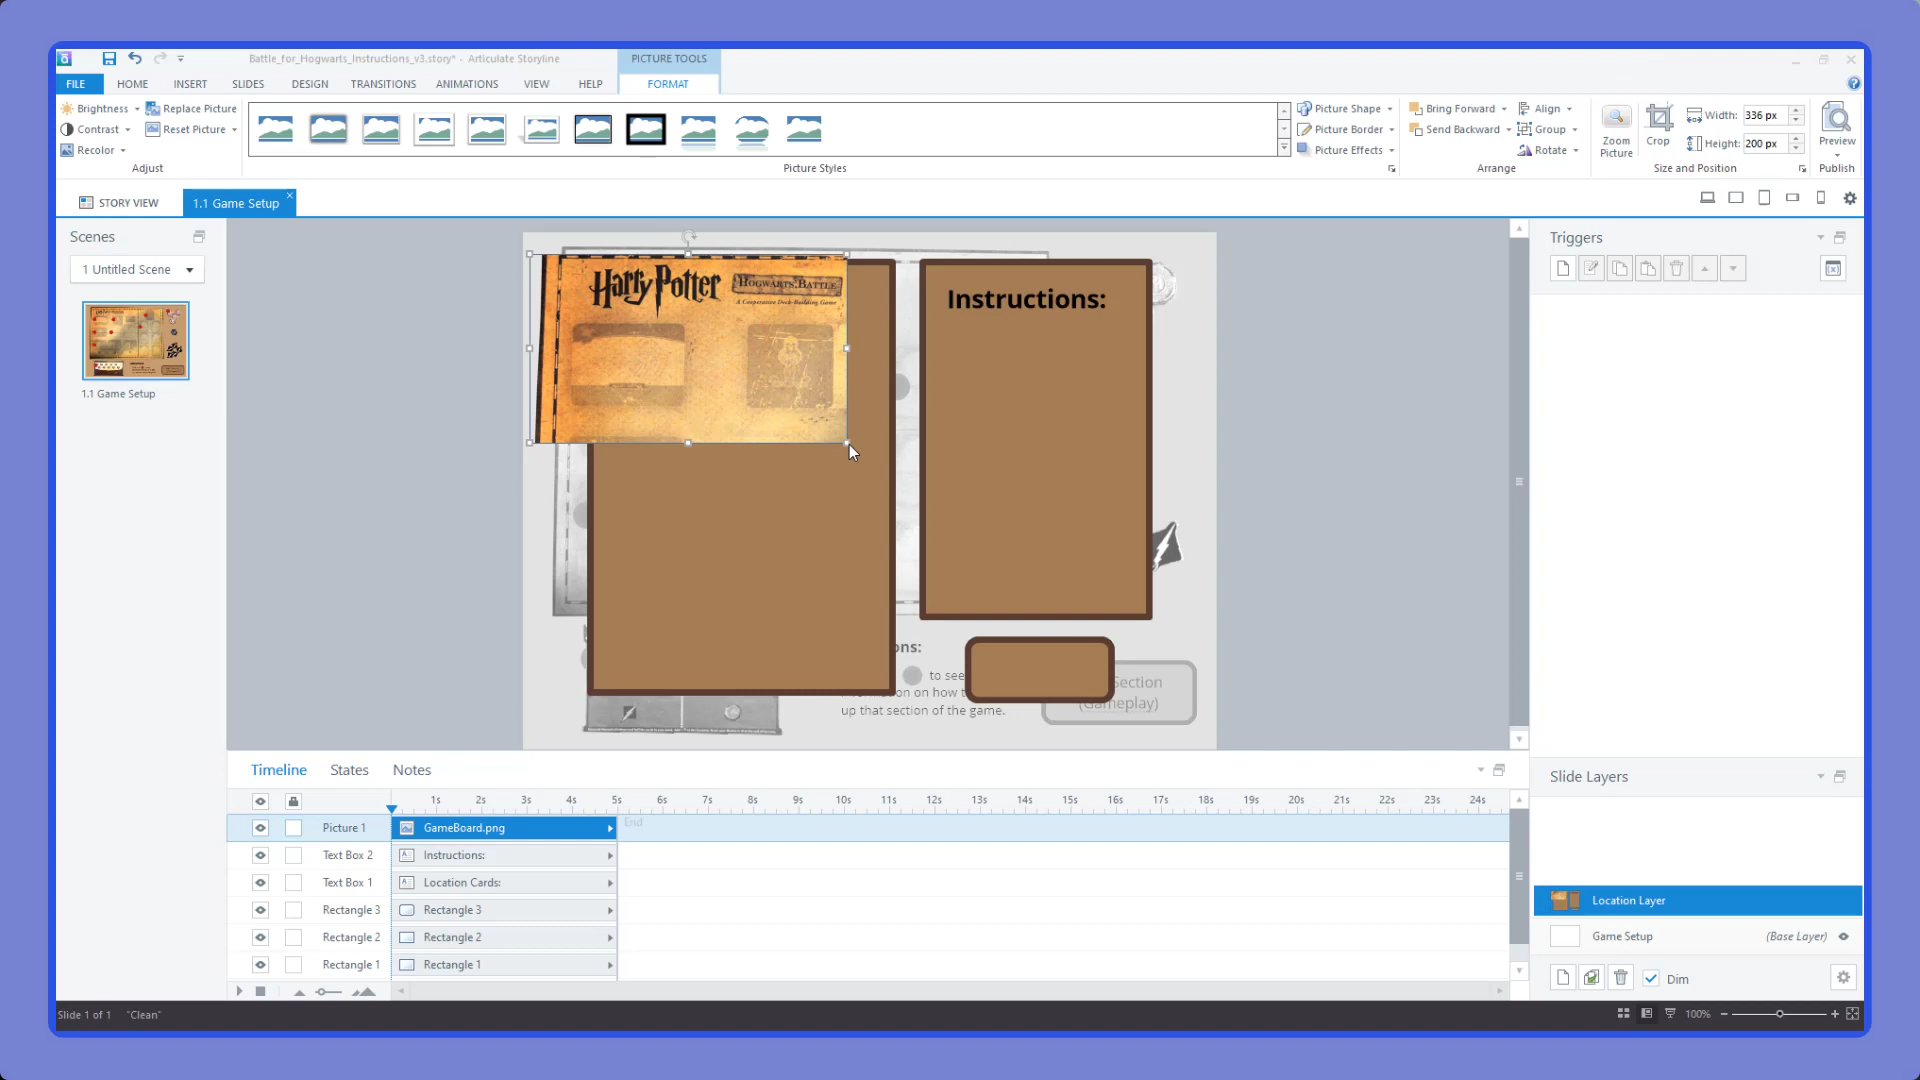 Battle_for_Hogwarts_Instructions_v3.story* - Articulate Storyline
PICTURE TOOLS
FILE HOME INSERT SLIDES DESIGN TRANSITIONS ANIMATIONS VIEW HELP FORMAT
Brightness
Replace Picture
Contrast
Reset Picture
Recolor
Adjust
Picture Styles
Picture Shape
Picture Border
Picture Effects
Bring Forward
Send Backward
Align
Group
Rotate
Arrange
Zoom Picture
Crop
Width: 336 px
Height: 200 px
Size and Position
Preview
Publish
STORY VIEW
1.1 Game Setup
Scenes
1 Untitled Scene
1.1 Game Setup
Harry Potter
Hogwarts Battle
A Cooperative Deck-Building Game
Instructions:
ons:
to see
on on how t
up that section of the game.
Section
(Gameplay)
Triggers
Timeline
States
Notes
1s 2s 3s 4s 5s 6s 7s 8s 9s 10s 11s 12s 13s 14s 15s 16s 17s 18s 19s 20s 21s 22s 23s 24s
Picture 1 GameBoard.png End
Text Box 2 Instructions:
Text Box 1 Location Cards:
Rectangle 3 Rectangle 3
Rectangle 2 Rectangle 2
Rectangle 1 Rectangle 1
Slide Layers
Location Layer
Game Setup (Base Layer)
Dim
Slide 1 of 1 "Clean"
100%